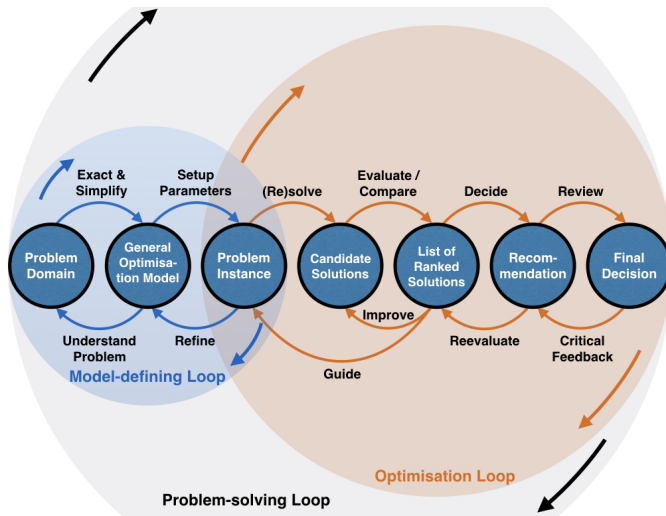 Exact &
Simplify
Setup
Parameters
(Re)solve
Evaluate /
Compare
Decide
Review
Problem
Domain
General
Optimisa-
tion Model
Problem
Instance
Candidate
Solutions
List of
Ranked
Solutions
Recom-
mendation
Final
Decision
Understand
Problem
Refine
Improve
Guide
Reevaluate
Critical
Feedback
Model-defining Loop
Optimisation Loop
Problem-solving Loop